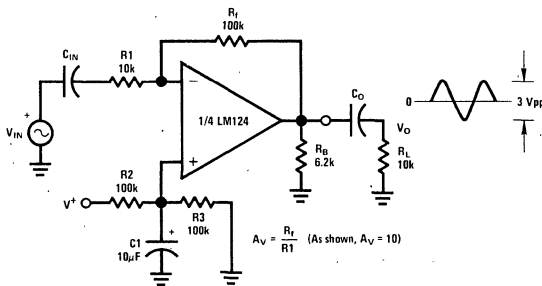 Rf
100k
CIN
R1
10k
−
+
1/4 LM124
CO
VO
0
3 Vpp
+
VIN
RB
6.2k
RL
10k
R2
100k
V+
R3
100k
+
C1
10µF
AV = Rf/R1 (As shown, AV = 10)